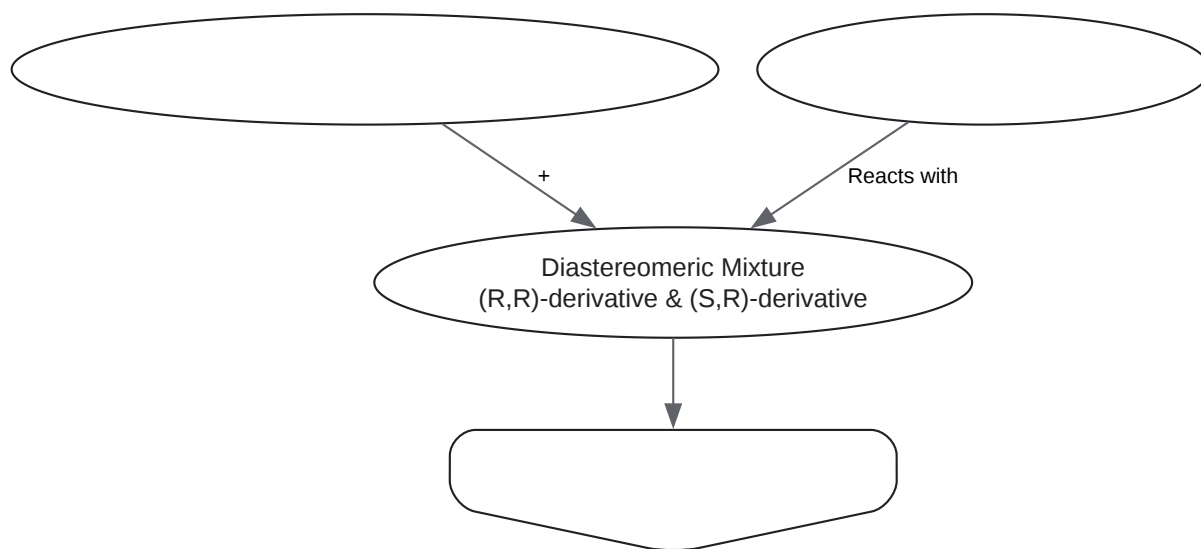 +
Reacts with
Diastereomeric Mixture
(R,R)-derivative & (S,R)-derivative